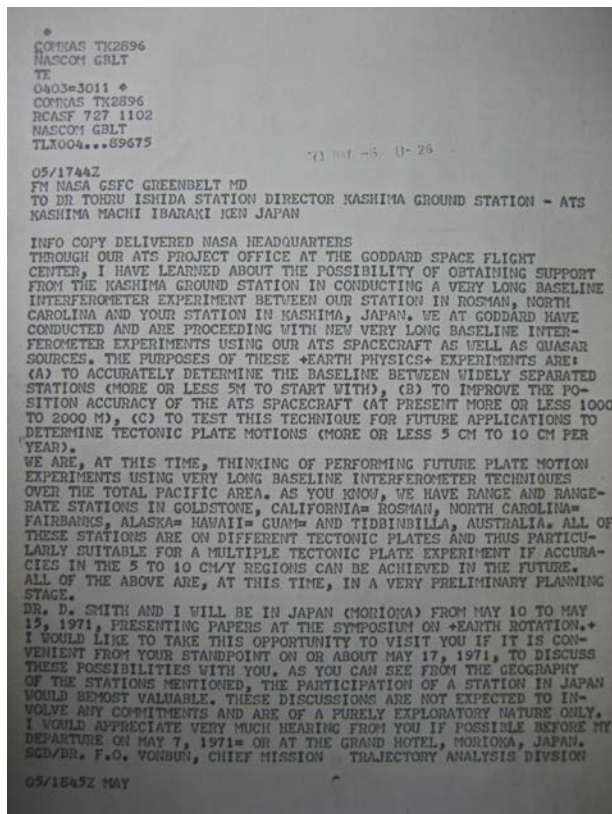 COMKAS TK2896
NASCOM GBLT
TE
0403=3011
COMKAS TK2896
RCASF 727 1102
NASCOM GBLT
TLX004...89675
05/1744Z
FM NASA GSFC GREENBELT MD
TO DR TOHRU ISHIDA STATION DIRECTOR KASHIMA GROUND STATION - ATS
KASHIMA MACHI IBARAKI KEN JAPAN
INFO COPY DELIVERED NASA HEADQUARTERS
THROUGH OUR ATS PROJECT OFFICE AT THE GODDARD SPACE FLIGHT
CENTER, I HAVE LEARNED ABOUT THE POSSIBILITY OF OBTAINING SUPPORT
FROM THE KASHIMA GROUND STATION IN CONDUCTING A VERY LONG BASELINE
INTERFEROMETER EXPERIMENT BETWEEN OUR STATION IN ROSMAN, NORTH
CAROLINA AND YOUR STATION IN KASHIMA, JAPAN. WE AT GODDARD HAVE
CONDUCTED AND ARE PROCEEDING WITH NEW VERY LONG BASELINE INTER-
FEROMETER EXPERIMENTS USING OUR ATS SPACECRAFT AS WELL AS QUASAR
SOURCES. THE PURPOSES OF THESE +EARTH PHYSICS+ EXPERIMENTS ARE:
(A) TO ACCURATELY DETERMINE THE BASELINE BETWEEN WIDELY SEPARATED
STATIONS (MORE OR LESS 5M TO START WITH), (B) TO IMPROVE THE PO-
SITION ACCURACY OF THE ATS SPACECRAFT (AT PRESENT MORE OR LESS 1000
TO 2000 M), (C) TO TEST THIS TECHNIQUE FOR FUTURE APPLICATIONS TO
DETERMINE TECTONIC PLATE MOTIONS (MORE OR LESS 5 CM TO 10 CM PER
YEAR).
WE ARE, AT THIS TIME, THINKING OF PERFORMING FUTURE PLATE MOTION
EXPERIMENTS USING VERY LONG BASELINE INTERFEROMETER TECHNIQUES
OVER THE TOTAL PACIFIC AREA. AS YOU KNOW, WE HAVE RANGE AND RANGE-
RATE STATIONS IN GOLDSTONE, CALIFORNIA= ROSMAN, NORTH CAROLINA=
FAIRBANKS, ALASKA= HAWAII= GUAM= AND TIDBINBILLA, AUSTRALIA. ALL OF
THESE STATIONS ARE ON DIFFERENT TECTONIC PLATES AND THUS PARTICU-
LARLY SUITABLE FOR A MULTIPLE TECTONIC PLATE EXPERIMENT IF ACCURA-
CIES IN THE 5 TO 10 CM/Y REGIONS CAN BE ACHIEVED IN THE FUTURE.
ALL OF THE ABOVE ARE, AT THIS TIME, IN A VERY PRELIMINARY PLANNING
STAGE.
DR. D. SMITH AND I WILL BE IN JAPAN (MORIOKA) FROM MAY 10 TO MAY
15, 1971, PRESENTING PAPERS AT THE SYMPOSIUM ON +EARTH ROTATION.+
I WOULD LIKE TO TAKE THIS OPPORTUNITY TO VISIT YOU IF IT IS CON-
VENIENT FROM YOUR STANDPOINT ON OR ABOUT MAY 17, 1971, TO DISCUSS
THESE POSSIBILITIES WITH YOU. AS YOU CAN SEE FROM THE GEOGRAPHY
OF THE STATIONS MENTIONED, THE PARTICIPATION OF A STATION IN JAPAN
WOULD BEMOST VALUABLE. THESE DISCUSSIONS ARE NOT EXPECTED TO IN-
VOLVE ANY COMMITMENTS AND ARE OF A PURELY EXPLORATORY NATURE ONLY.
I WOULD APPRECIATE VERY MUCH HEARING FROM YOU IF POSSIBLE BEFORE MY
DEPARTURE ON MAY 7, 1971= OR AT THE GRAND HOTEL, MORIOKA, JAPAN.
SGD/DR. F.O. VONBUN, CHIEF MISSION TRAJECTORY ANALYSIS DIVSION
05/1845Z MAY